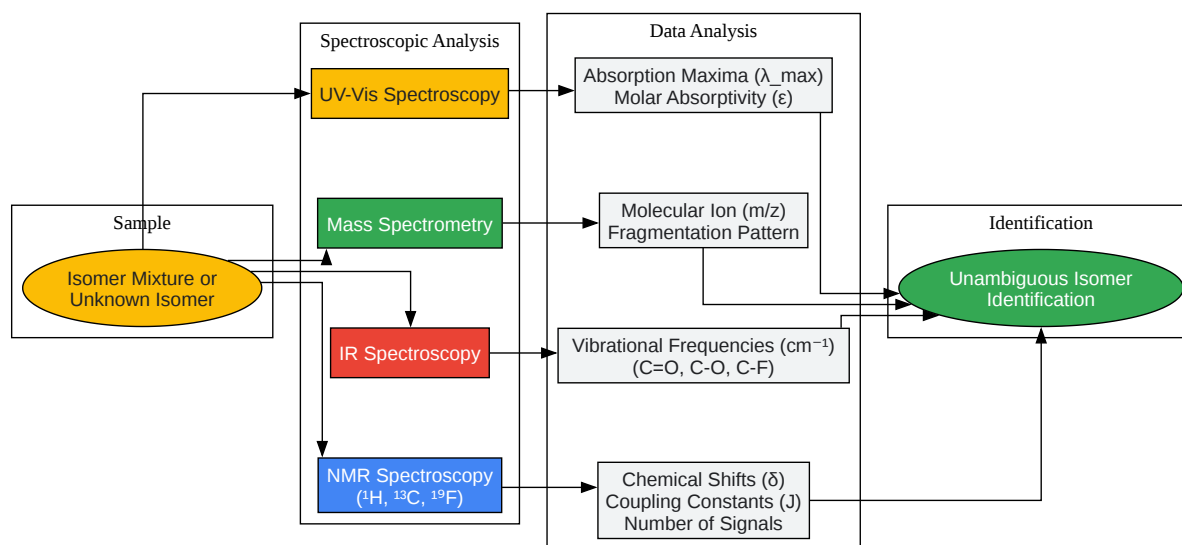 Sample
Isomer Mixture or
Unknown Isomer
Spectroscopic Analysis
UV-Vis Spectroscopy
Mass Spectrometry
IR Spectroscopy
NMR Spectroscopy
(¹H, ¹³C, ¹⁹F)
Data Analysis
Absorption Maxima (λ_max)
Molar Absorptivity (ε)
Molecular Ion (m/z)
Fragmentation Pattern
Vibrational Frequencies (cm⁻¹)
(C=O, C-O, C-F)
Chemical Shifts (δ)
Coupling Constants (J)
Number of Signals
Identification
Unambiguous Isomer
Identification